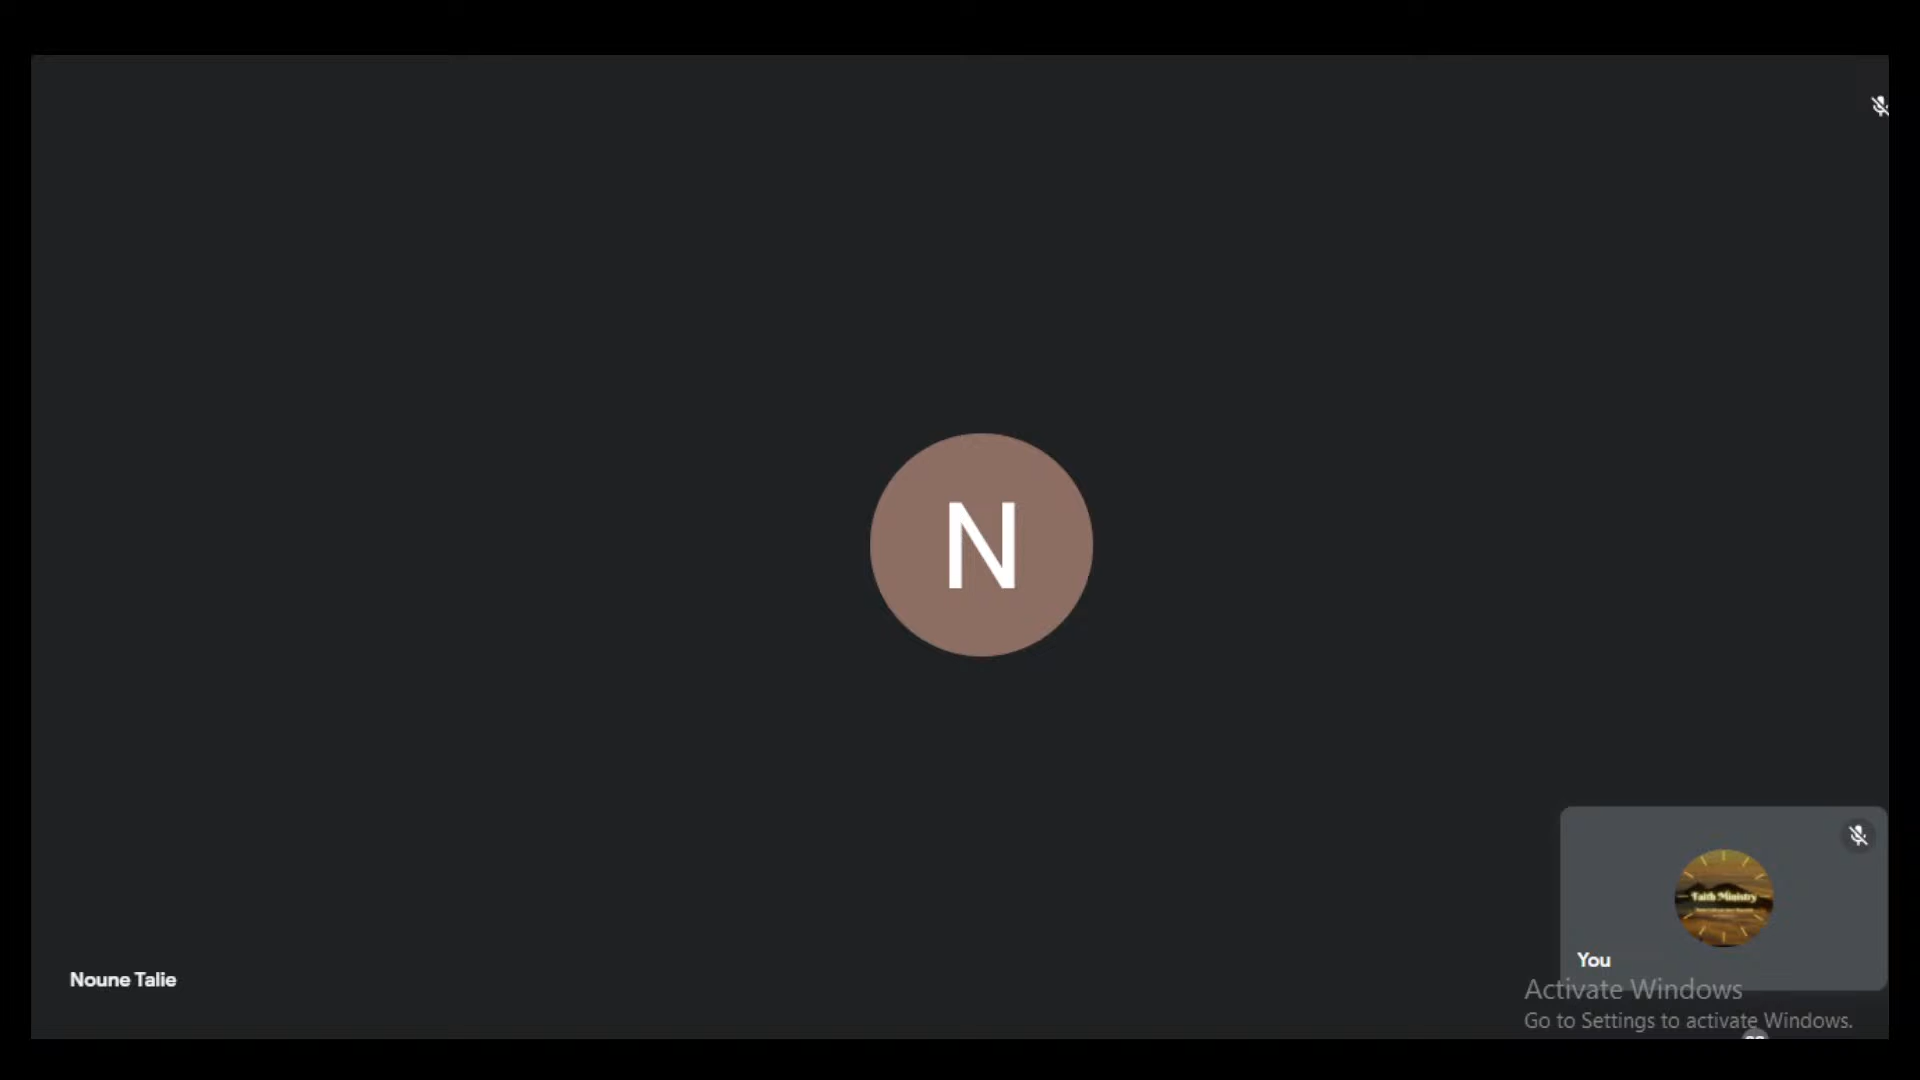 N
Faith Ministry
You
Noune Talie
Activate Windows
Go to Settings to activate Windows.